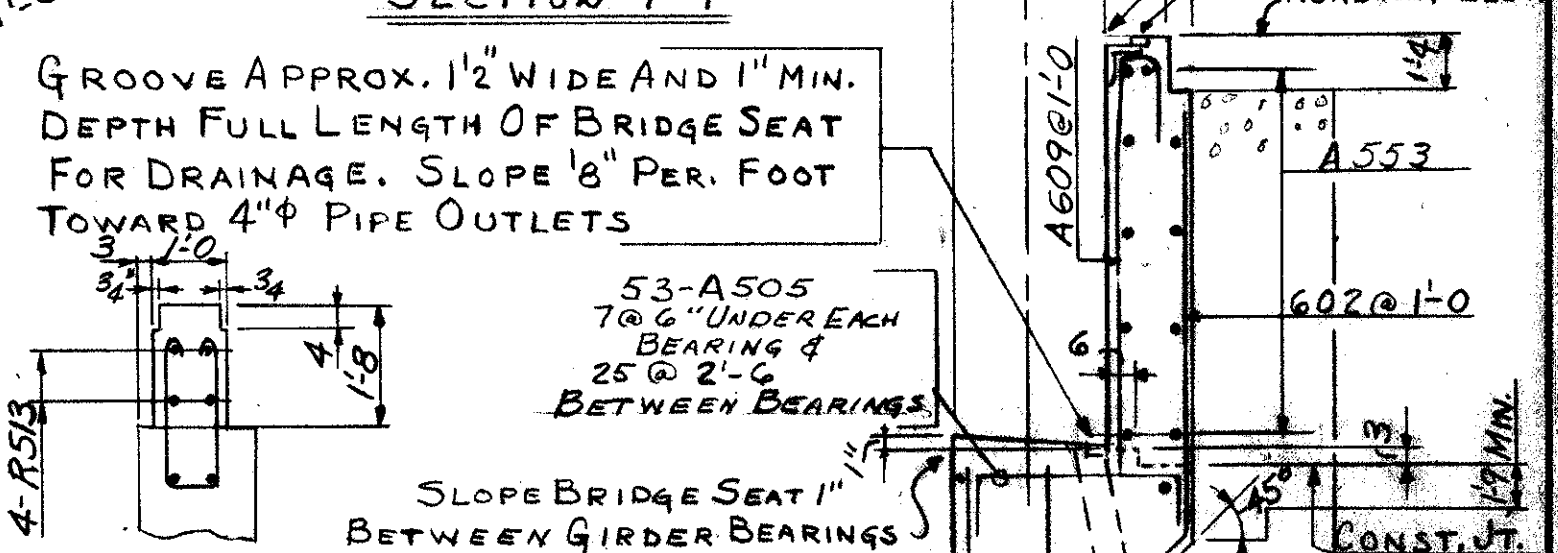 SECTION
GROOVE APPROX. 1'2" WIDE AND 1" MIN.
DEPTH FULL LENGTH OF BRIDGE SEAT
FOR DRAINAGE. SLOPE '8" PER. FOOT
TOWARD 4"Φ PIPE OUTLETS
3
1'-0
3/4"
3/4
4
1'-8
4-R513
53-A505
7@6" UNDER EACH
BEARING &
25 @ 2'-6
BETWEEN BEARINGS
1"
SLOPE BRIDGE SEAT 1"
BETWEEN GIRDER BEARINGS
A609@1'-0
1'-4
A553
602@1'-0
6
3
1'-9 MIN.
45°
CONST. JT.